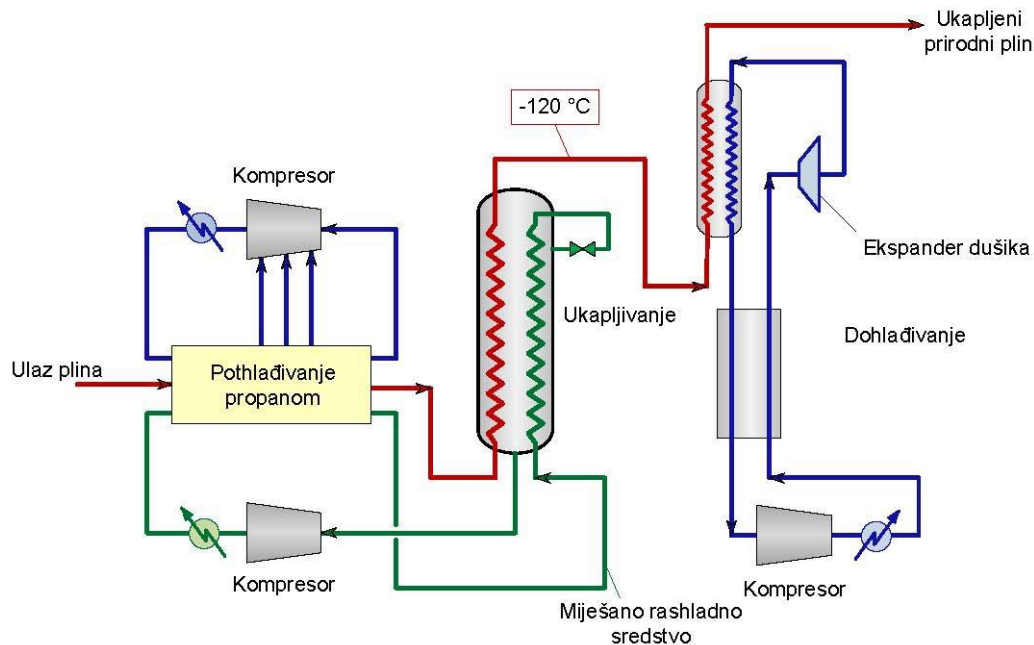 Ukapljeni
prirodni plin
-120 °C
Kompresor
Ekspander dušika
Ukapljivanje
Dohlađivanje
Ulaz plina
Pothlađivanje
propanom
Kompresor
Kompresor
Miješano rashladno
sredstvo